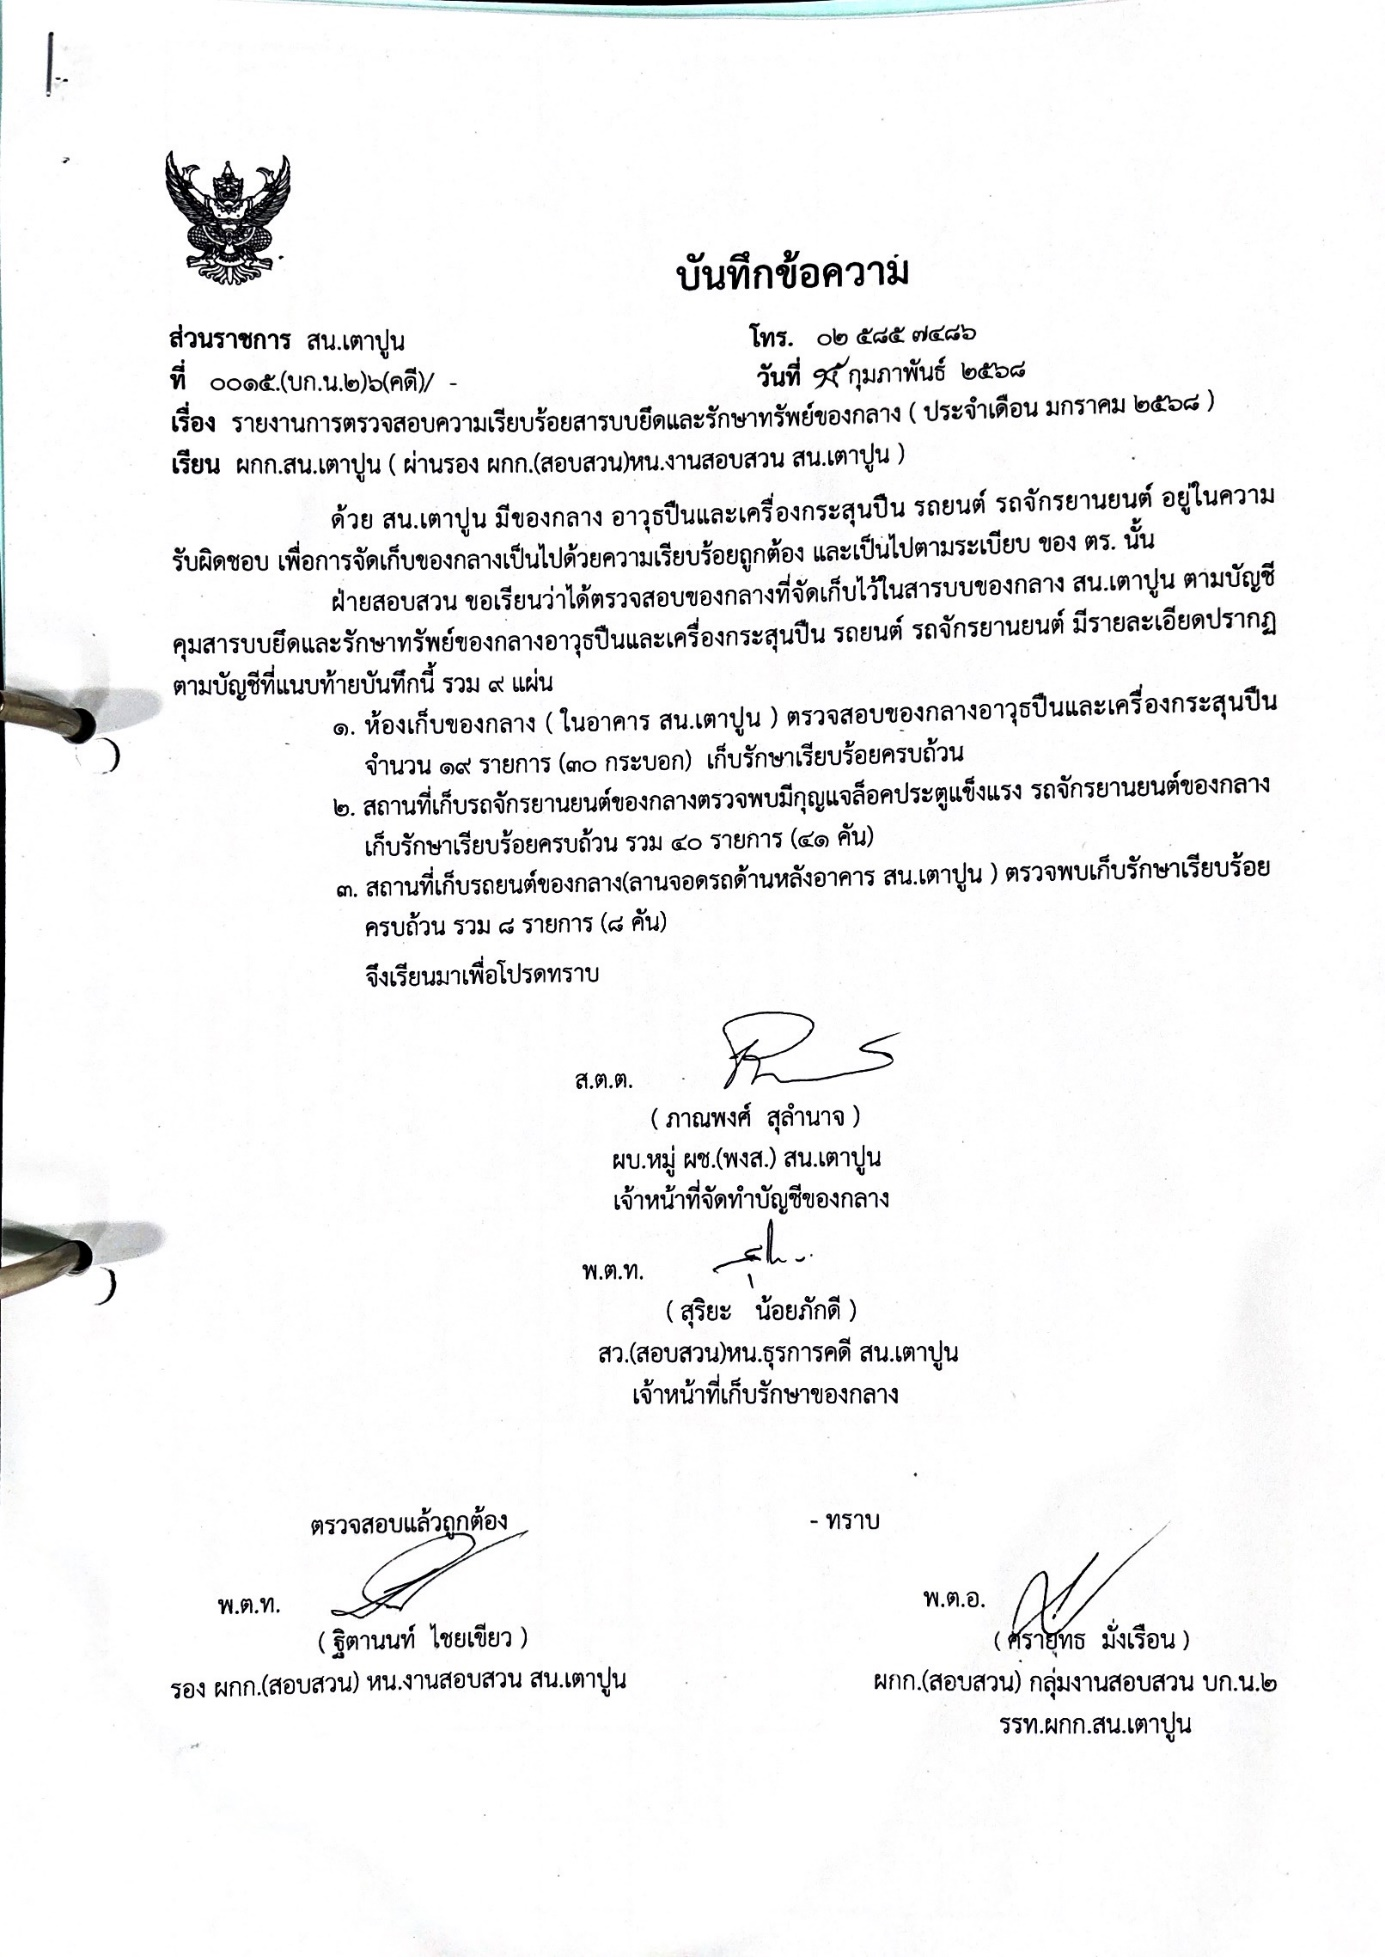 บันทึกข้อความ
ส่วนราชการ สน.เตาปูน โทร. ๐๒ ๕๘๕ ๗๔๘๖
ที่ ๐๐๑๕.(บก.น.๒)๖(คดี)/ - วันที่ กุมภาพันธ์ ๒๕๖๘
เรื่อง รายงานการตรวจสอบความเรียบร้อยสารบบยึดและรักษาทรัพย์ของกลาง ( ประจำเดือน มกราคม ๒๕๖๘ )
เรียน ผกก.สน.เตาปูน ( ผ่านรอง ผกก.(สอบสวน)หน.งานสอบสวน สน.เตาปูน )
ด้วย สน.เตาปูน มีของกลาง อาวุธปืนและเครื่องกระสุนปืน รถยนต์ รถจักรยานยนต์ อยู่ในความ
รับผิดชอบ เพื่อการจัดเก็บของกลางเป็นไปด้วยความเรียบร้อยถูกต้อง และเป็นไปตามระเบียบ ของ ตร. นั้น
ฝ่ายสอบสวน ขอเรียนว่าได้ตรวจสอบของกลางที่จัดเก็บไว้ในสารบบของกลาง สน.เตาปูน ตามบัญชี
คุมสารบบยึดและรักษาทรัพย์ของกลางอาวุธปืนและเครื่องกระสุนปืน รถยนต์ รถจักรยานยนต์ มีรายละเอียดปรากฏ
ตามบัญชีที่แนบท้ายบันทึกนี้ รวม ๙ แผ่น
๑. ห้องเก็บของกลาง ( ในอาคาร สน.เตาปูน ) ตรวจสอบของกลางอาวุธปืนและเครื่องกระสุนปืน
จำนวน ๑๙ รายการ (๓๐ กระบอก) เก็บรักษาเรียบร้อยครบถ้วน
๒. สถานที่เก็บรถจักรยานยนต์ของกลางตรวจพบมีกุญแจล็อคประตูแข็งแรง รถจักรยานยนต์ของกลาง
เก็บรักษาเรียบร้อยครบถ้วน รวม ๔๐ รายการ (๔๑ คัน)
๓. สถานที่เก็บรถยนต์ของกลาง(ลานจอดรถด้านหลังอาคาร สน.เตาปูน ) ตรวจพบเก็บรักษาเรียบร้อย
ครบถ้วน รวม ๘ รายการ (๘ คัน)
จึงเรียนมาเพื่อโปรดทราบ
ส.ต.ต.
( ภาณพงศ์ สุลำนาจ )
ผบ.หมู่ ผช.(พงส.) สน.เตาปูน
เจ้าหน้าที่จัดทำบัญชีของกลาง
พ.ต.ท.
( สุริยะ น้อยภักดี )
สว.(สอบสวน)หน.ธุรการคดี สน.เตาปูน
เจ้าหน้าที่เก็บรักษาของกลาง
ตรวจสอบแล้วถูกต้อง
พ.ต.ท.
( ฐิตานนท์ ไชยเขียว )
รอง ผกก.(สอบสวน) หน.งานสอบสวน สน.เตาปูน
- ทราบ
พ.ต.อ.
( ศรายุทธ มั่งเรือน )
ผกก.(สอบสวน) กลุ่มงานสอบสวน บก.น.๒
รรท.ผกก.สน.เตาปูน